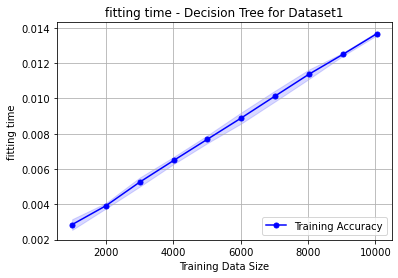 fitting time - Decision Tree for Dataset1
0.014
0.012
0.010
0.008
0.006
0.004
0.002
fitting time
Training Accuracy
2000 4000 6000 8000 10000
Training Data Size